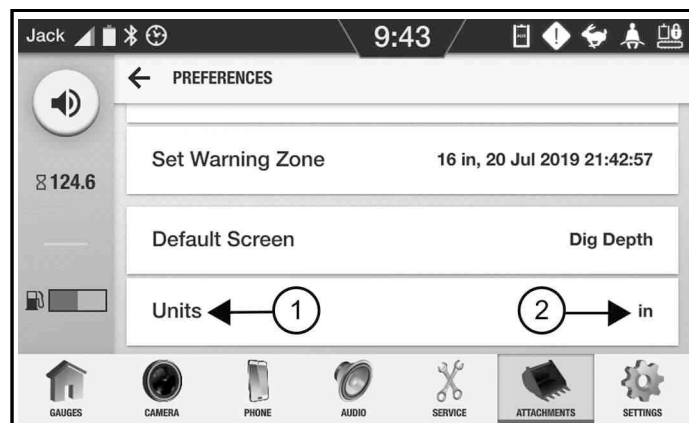 Jack 9:43
PREFERENCES
124.6
Set Warning Zone 16 in, 20 Jul 2019 21:42:57
Default Screen Dig Depth
Units 1 2 in
GAUGES CAMERA PHONE AUDIO SERVICE ATTACHMENTS SETTINGS